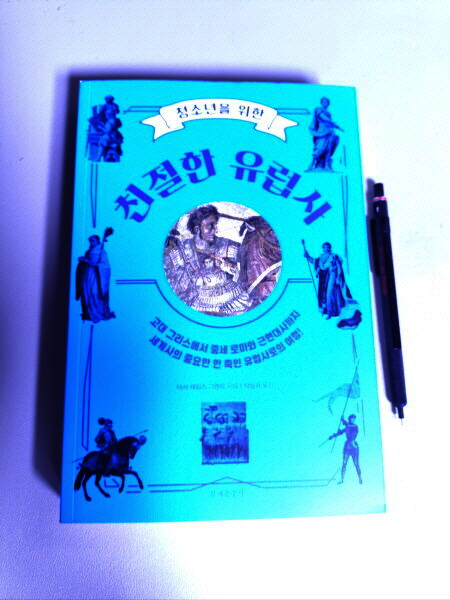 청소년을 위한
친절한 유럽사
고대 그리스에서 중세 로마와 근현대사까지
세계사의 중요한 한 축인 유럽사로의 여행!